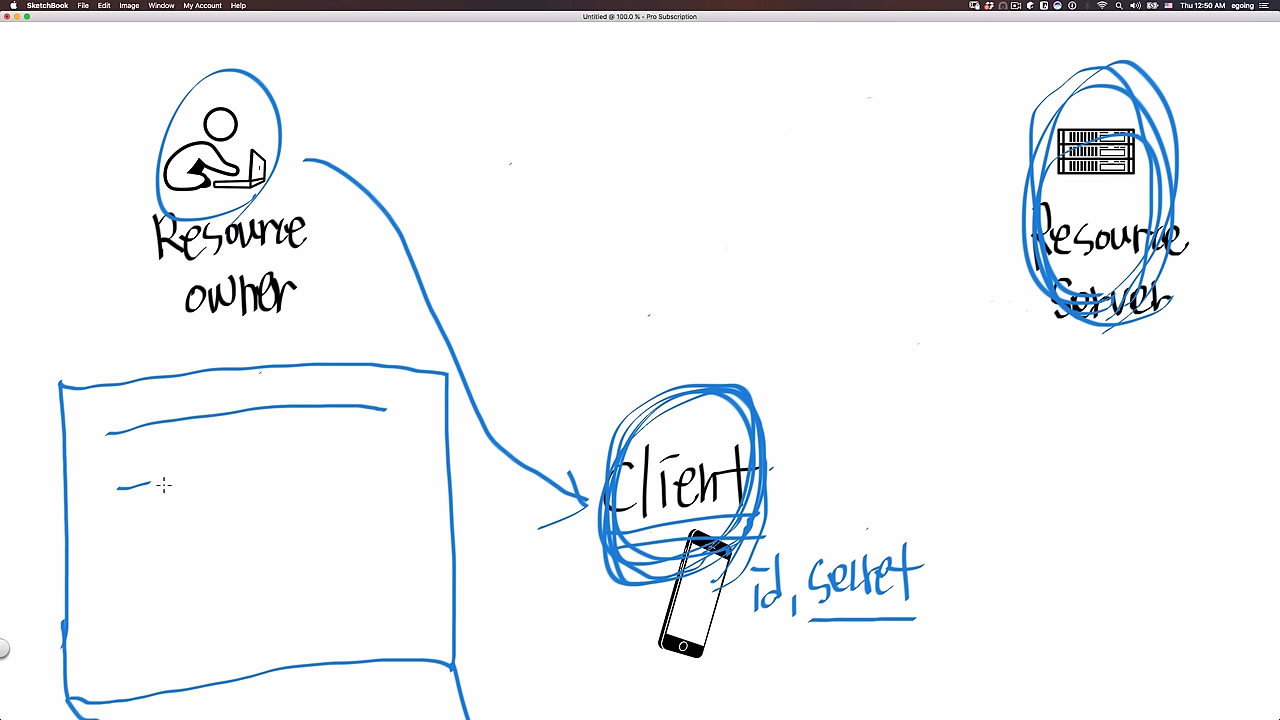 SketchBook File Edit Image Window My Account Help
Thu 12:50 AM egoing
Untitled @ 100.0 % - Pro Subscription
Resource
owner
Resource
Server
Client
id, secret